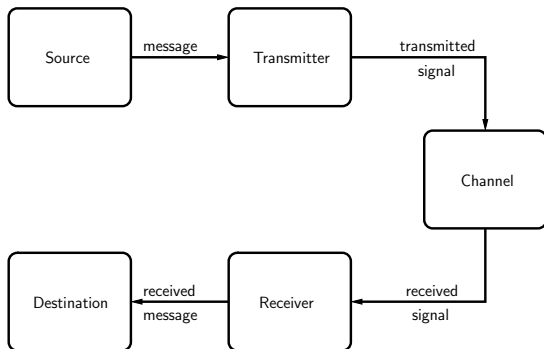 Source
message
Transmitter
transmitted
signal
Channel
Destination
received
message
Receiver
received
signal